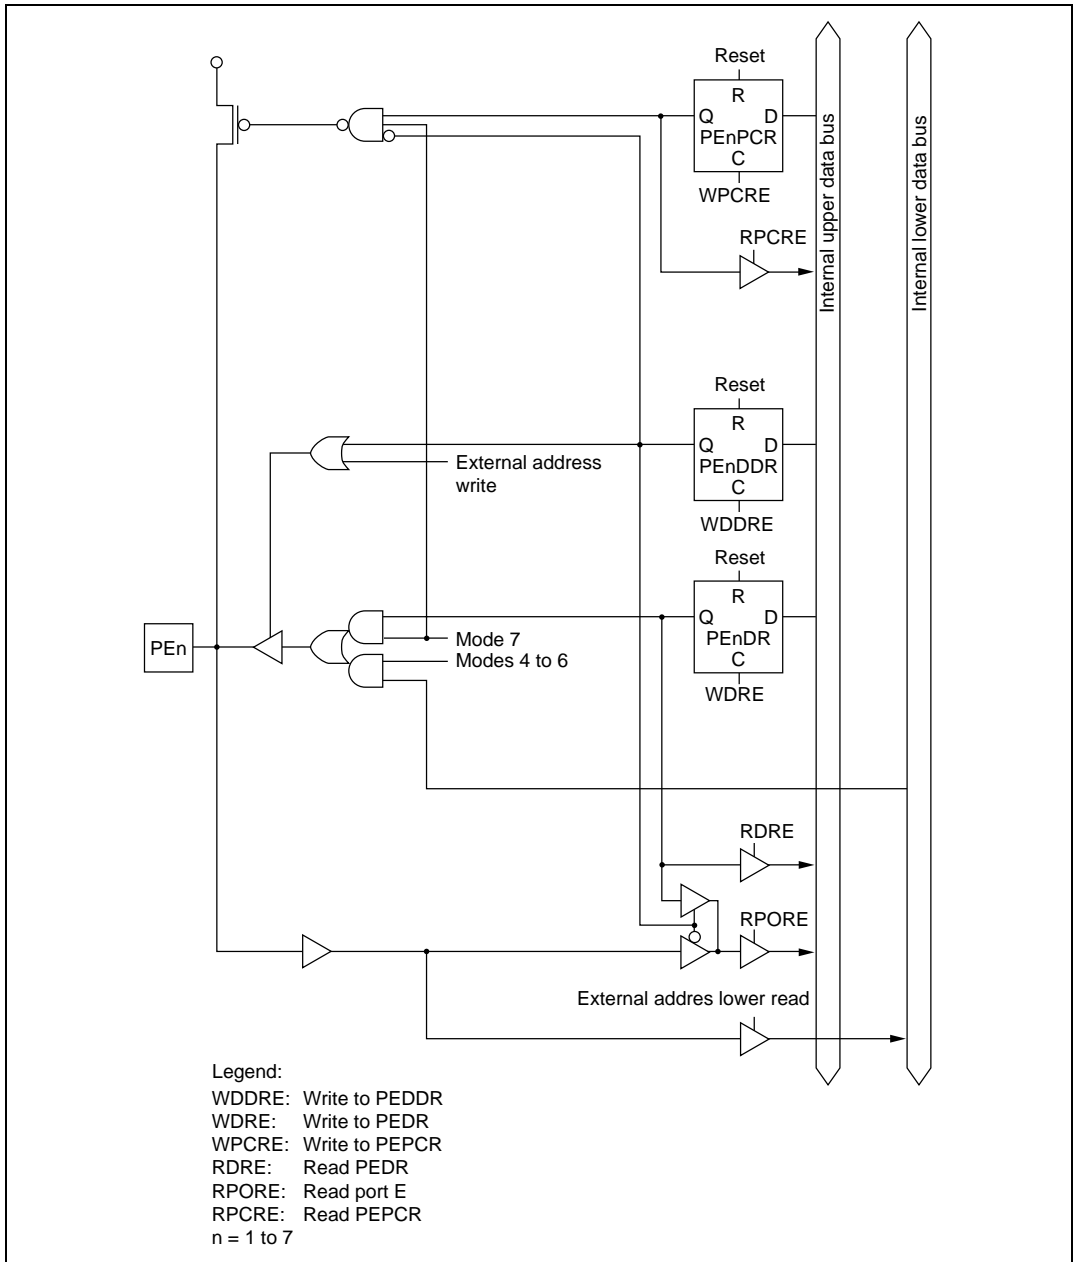 Reset
R
Q D
PEnPCR
C
WPCRE
RPCRE
Internal upper data bus
Internal lower data bus
Reset
R
Q D
PEnDDR
C
WDDRE
External address
write
Reset
R
Q D
PEnDR
C
WDRE
PEn
Mode 7
Modes 4 to 6
RDRE
RPORE
External addres lower read
Legend:
WDDRE: Write to PEDDR
WDRE: Write to PEDR
WPCRE: Write to PEPCR
RDRE: Read PEDR
RPORE: Read port E
RPCRE: Read PEPCR
n = 1 to 7